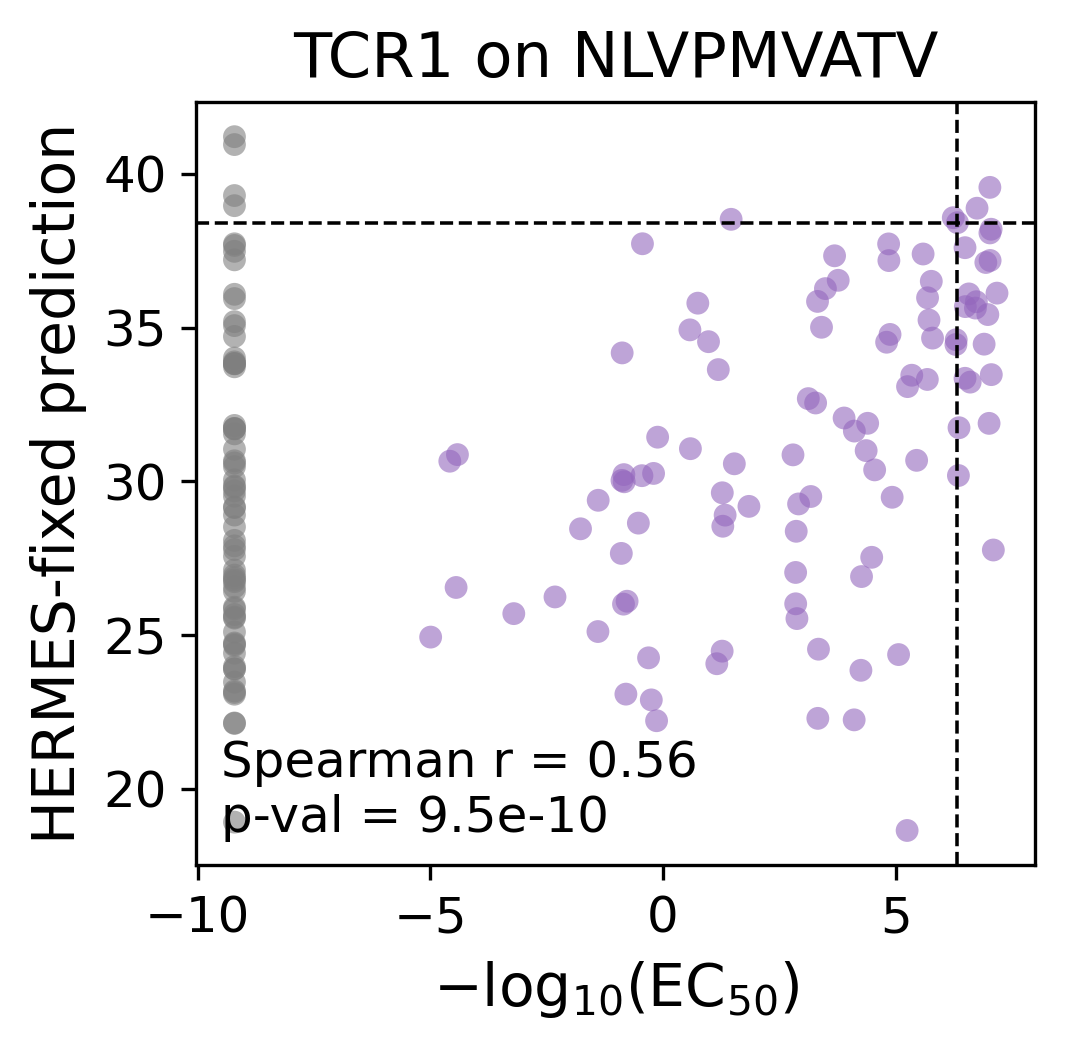 TCR1 on NLVPMVATV
HERMES-fixed prediction
40
35
30
25
20
Spearman r = 0.56
p-val = 9.5e-10
−10 −5 0 5
−log₁₀(EC₅₀)